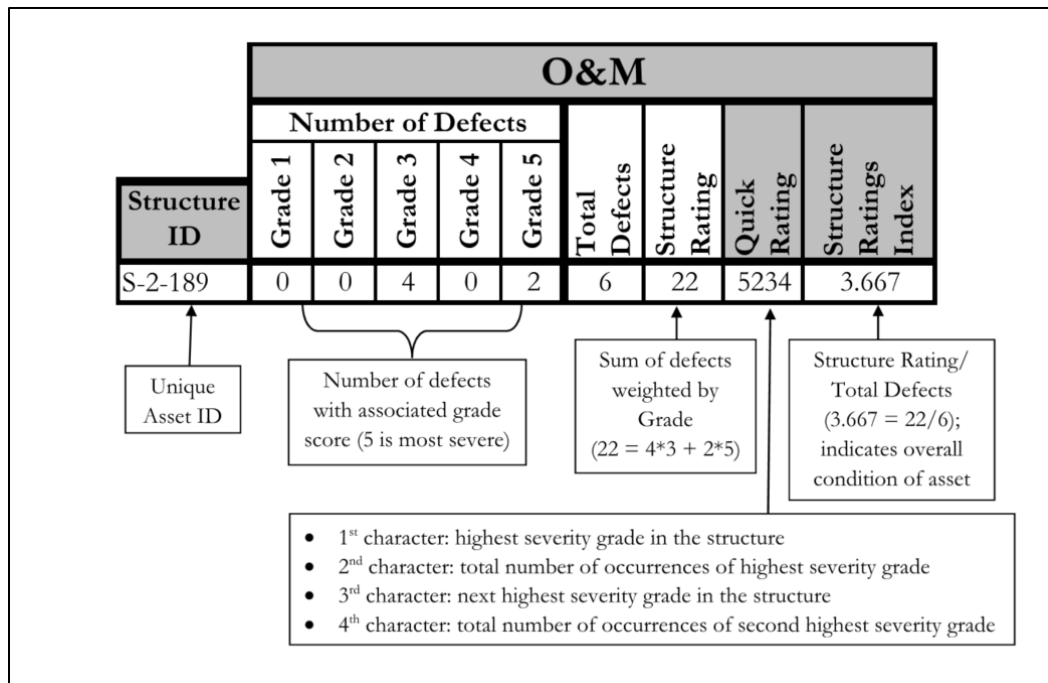 O&M
Number of Defects
Structure
ID
Grade 1
Grade 2
Grade 3
Grade 4
Grade 5
Total
Defects
Structure
Rating
Quick
Rating
Structure
Ratings
Index
S-2-189
0
0
4
0
2
6
22
5234
3.667
Unique
Asset ID
Number of defects
with associated grade
score (5 is most severe)
Sum of defects
weighted by
Grade
(22 = 4*3 + 2*5)
Structure Rating/
Total Defects
(3.667 = 22/6);
indicates overall
condition of asset
• 1st character: highest severity grade in the structure
• 2nd character: total number of occurrences of highest severity grade
• 3rd character: next highest severity grade in the structure
• 4th character: total number of occurrences of second highest severity grade